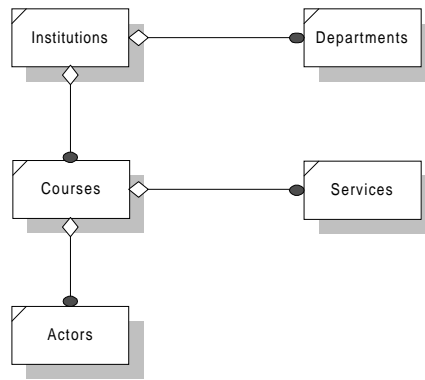 Institutions
Departments
Courses
Services
Actors